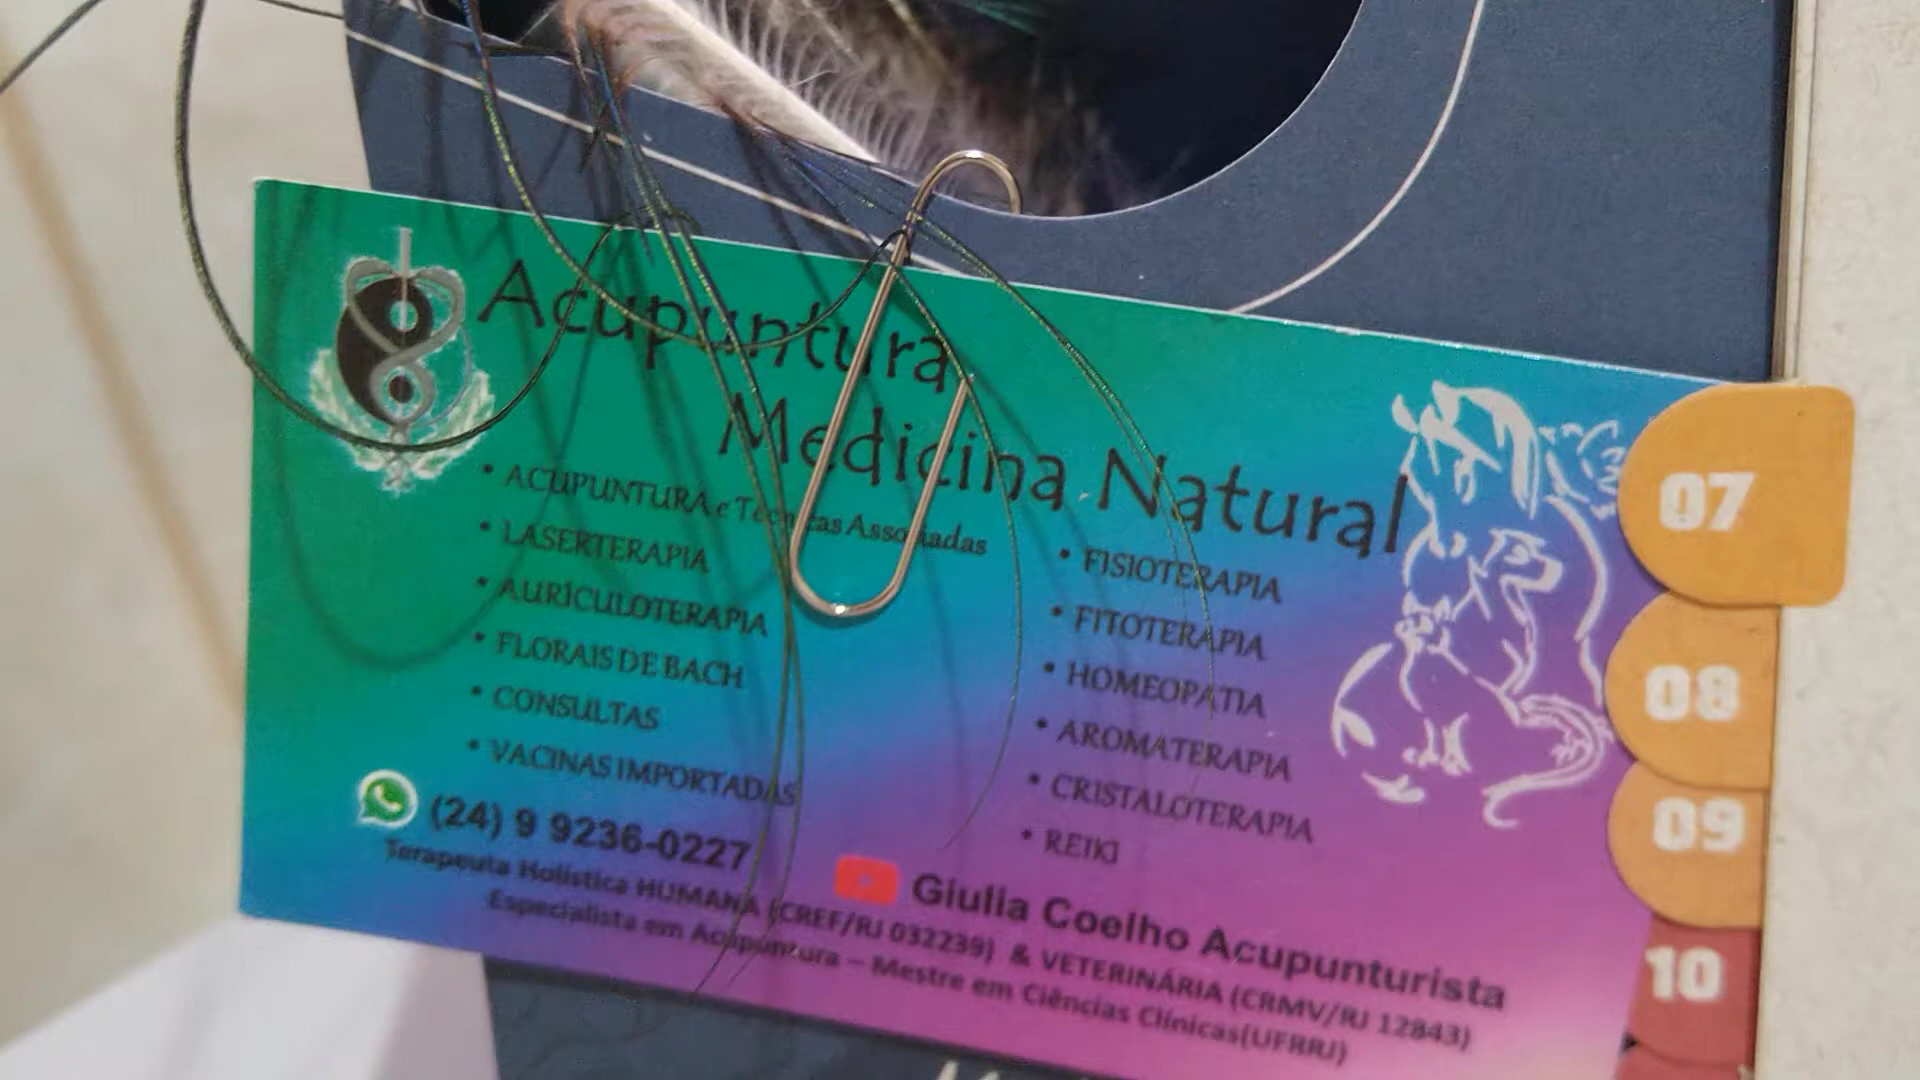 Acupuntura
Medicina Natural
• ACUPUNTURA e Técnicas Associadas
• LASERTERAPIA
• AURICULOTERAPIA
• FLORAIS DE BACH
• CONSULTAS
• VACINAS IMPORTADAS
• FISIOTERAPIA
• FITOTERAPIA
• HOMEOPATIA
• AROMATERAPIA
• CRISTALOTERAPIA
• REIKI
(24) 9 9236-0227
Giulia Coelho Acupunturista
Terapeuta Holística HUMANA (CREF/RJ 032239) & VETERINÁRIA (CRMV/RJ 12843)
Especialista em Acupuntura – Mestre em Ciências Clínicas(UFRRJ)
07
08
09
10